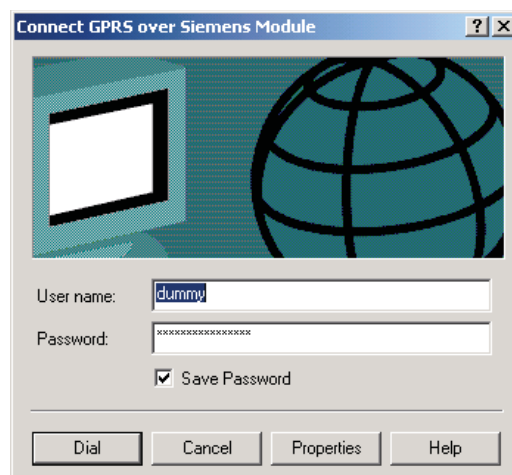 Connect GPRS over Siemens Module ? X
User name: dummy
Password: ****************
Save Password
Dial Cancel Properties Help